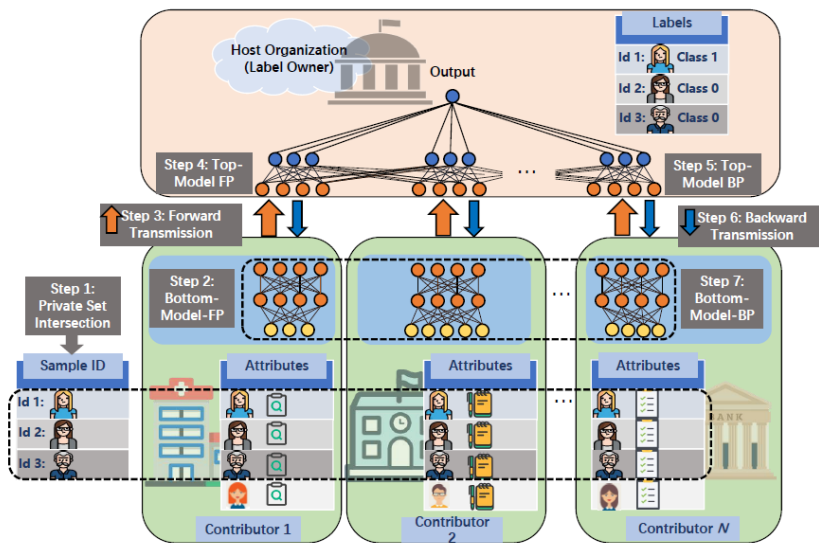 Host Organization
(Label Owner)
Output
Labels
Id 1:
Class 1
Id 2:
Class 0
Id 3:
Class 0
Step 4: Top-
Model FP
...
Step 5: Top-
Model BP
Step 3: Forward
Transmission
Step 6: Backward
Transmission
Step 1:
Private Set
Intersection
Step 2:
Bottom-
Model-FP
...
Step 7:
Bottom-
Model-BP
Sample ID
Attributes
Attributes
Attributes
Id 1:
...
Id 2:
Id 3:
BANK
Contributor 1
Contributor
2
Contributor N